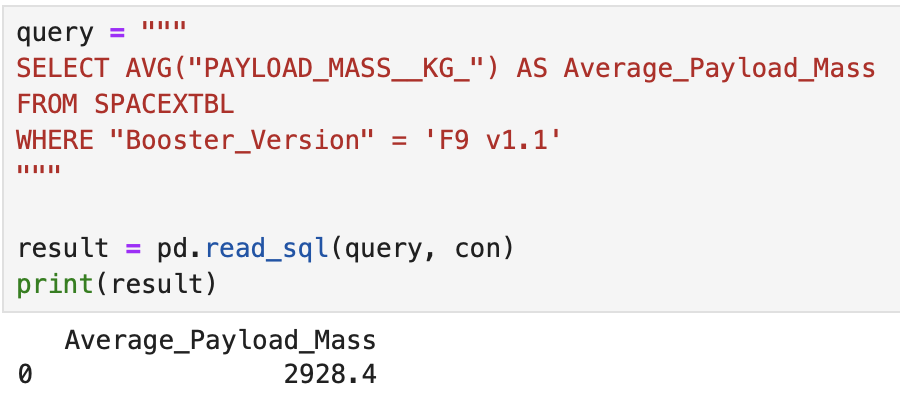 query = """
SELECT AVG("PAYLOAD_MASS__KG_") AS Average_Payload_Mass
FROM SPACEXTBL
WHERE "Booster_Version" = 'F9 v1.1'
"""
result = pd.read_sql(query, con)
print(result)
Average_Payload_Mass
0 2928.4